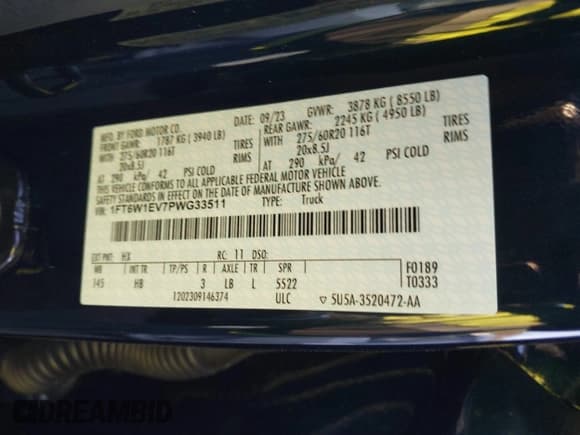 MFD. BY FORD MOTOR CO.
DATE: 09/23 GVWR: 3878 KG ( 8550 LB)
FRONT GAWR: 1787 KG ( 3940 LB) REAR GAWR: 2245 KG ( 4950 LB)
WITH 275/60R20 116T TIRES WITH 275/60R20 116T TIRES
20x8.5J RIMS 20x8.5J RIMS
AT 290 kPa/ 42 PSI COLD AT 290 kPa/ 42 PSI COLD
THIS VEHICLE CONFORMS TO ALL APPLICABLE FEDERAL MOTOR VEHICLE
SAFETY STANDARDS IN EFFECT ON THE DATE OF MANUFACTURE SHOWN ABOVE.
VIN: 1FT6W1EV7PWG33511 TYPE: Truck
EXT PNT: HX RC: 11 DSO: F0189
WB INT TR TP/PS R AXLE TR SPR T0333
145 HB 3 LB L 5522
1202309146374 ULC 5U5A-3520472-AA
DREAMBID